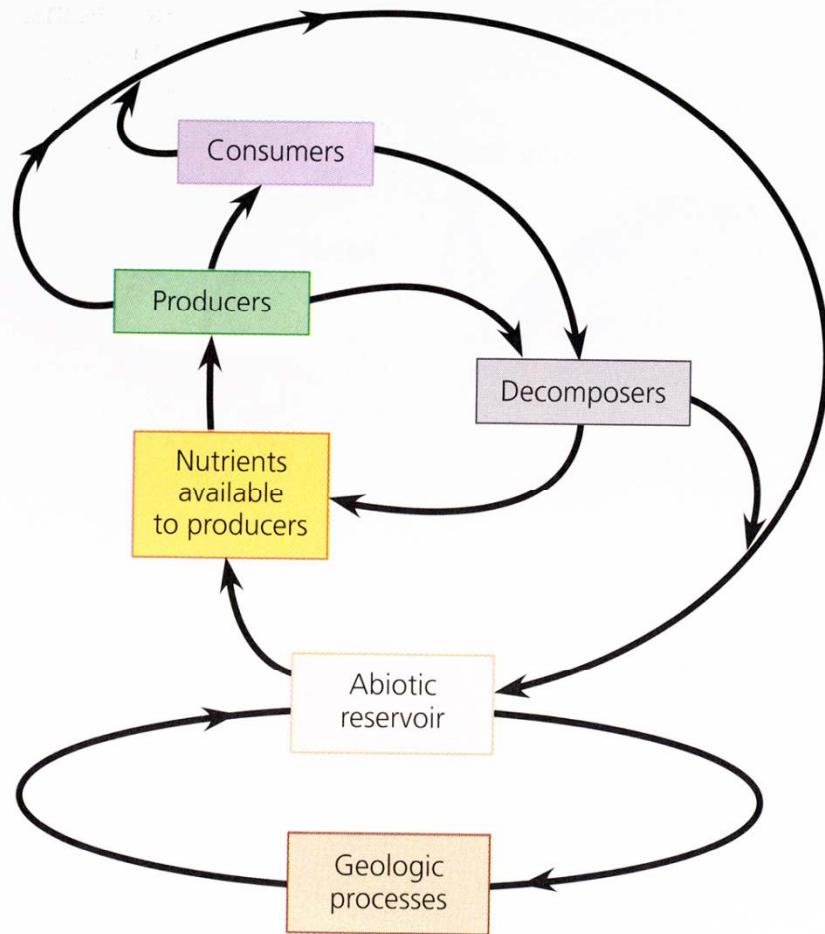 Consumers
Producers
Decomposers
Nutrients
available
to producers
Abiotic
reservoir
Geologic
processes